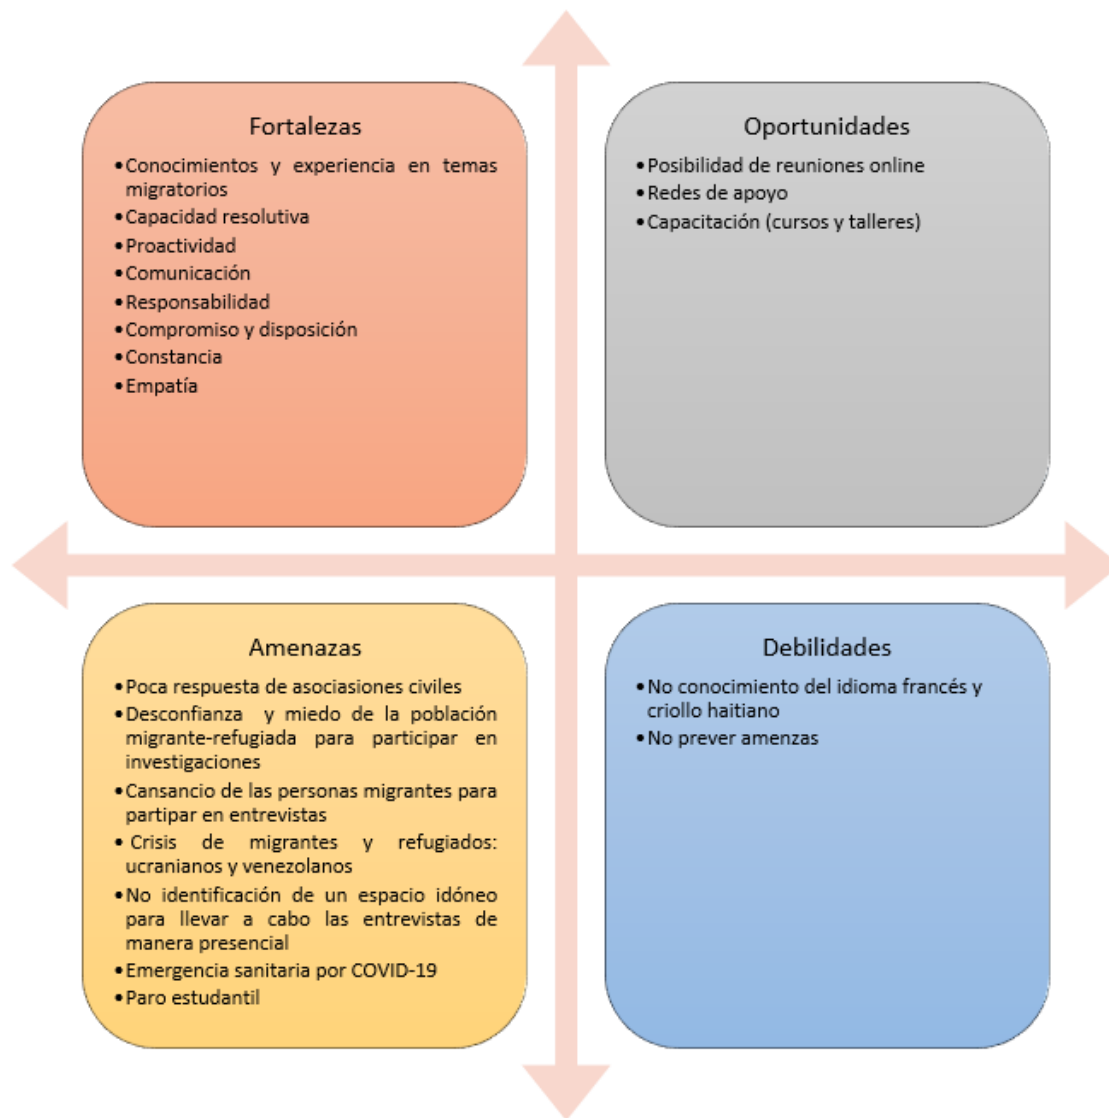 Fortalezas
•Conocimientos y experiencia en temas
migratorios
•Capacidad resolutiva
•Proactividad
•Comunicación
•Responsabilidad
•Compromiso y disposición
•Constancia
•Empatía
Oportunidades
•Posibilidad de reuniones online
•Redes de apoyo
•Capacitación (cursos y talleres)
Amenazas
•Poca respuesta de asociasiones civiles
•Desconfianza y miedo de la población
migrante-refugiada para participar en
investigaciones
•Cansancio de las personas migrantes para
partipar en entrevistas
• Crisis de migrantes y refugiados:
ucranianos y venezolanos
•No identificación de un espacio idóneo
para llevar a cabo las entrevistas de
manera presencial
•Emergencia sanitaria por COVID-19
•Paro estudantil
Debilidades
•No conocimiento del idioma francés y
criollo haitiano
•No prever amenzas